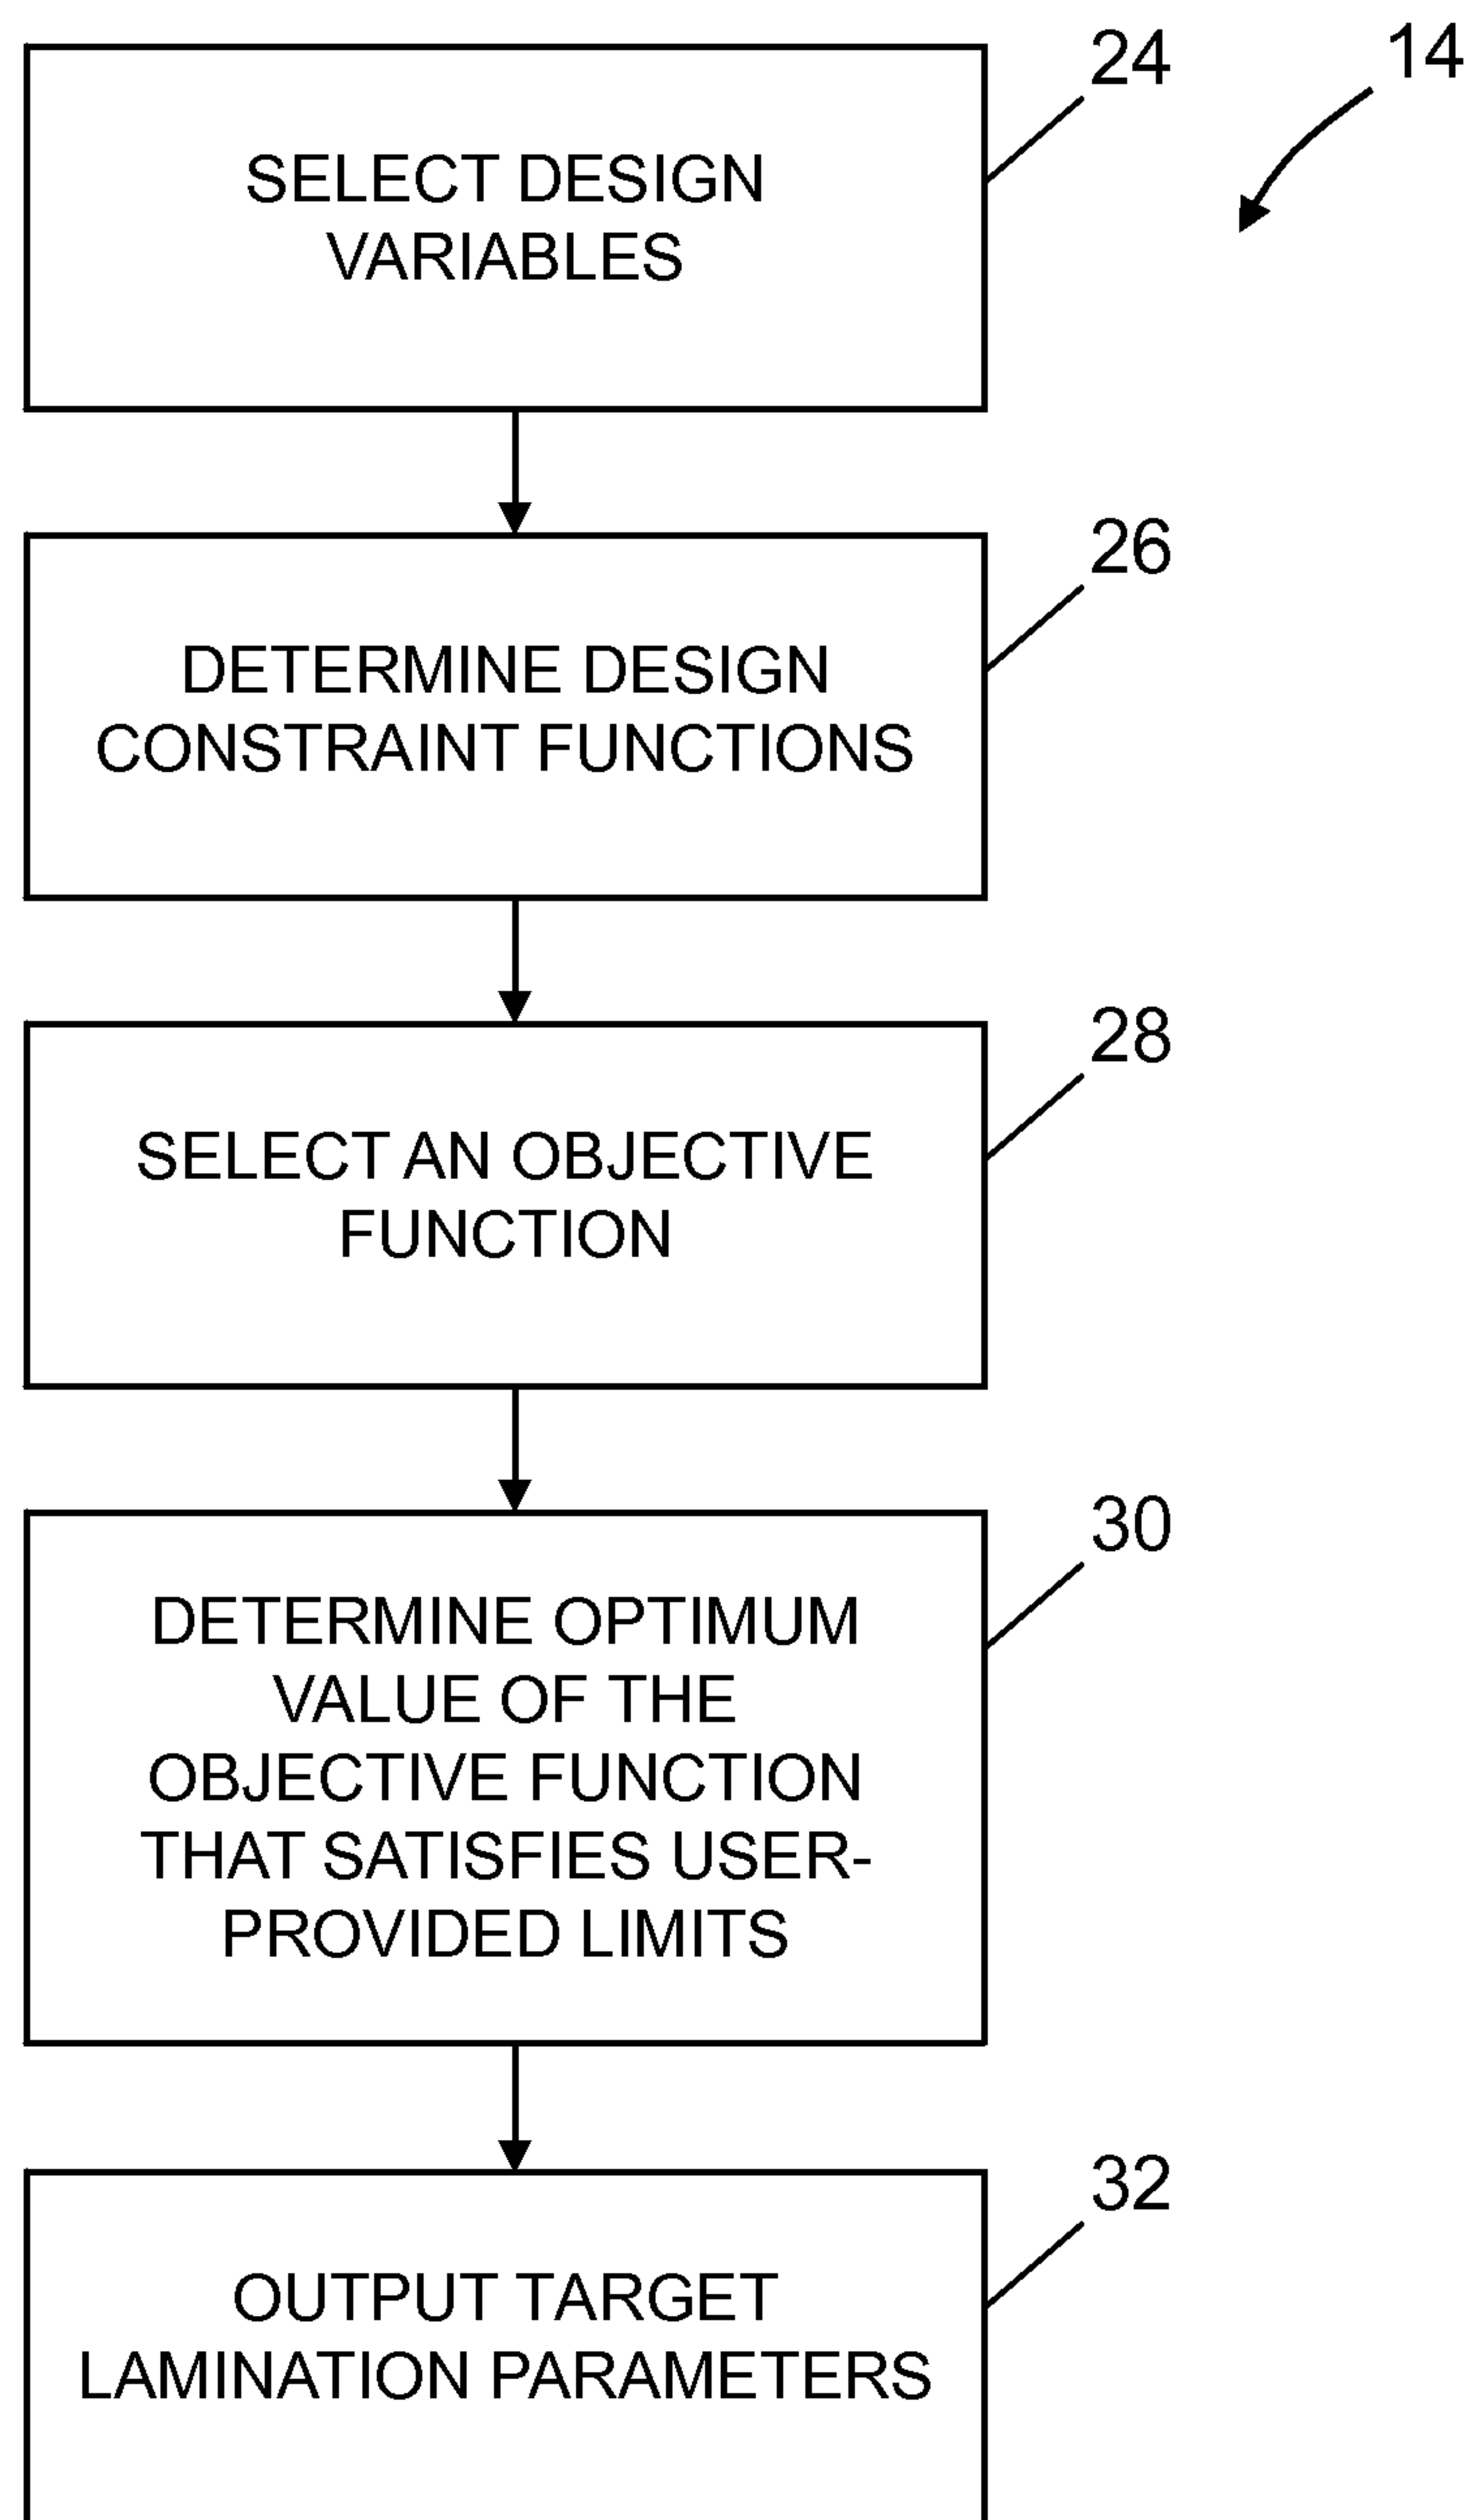 14
24
SELECT DESIGN
VARIABLES
26
DETERMINE DESIGN
CONSTRAINT FUNCTIONS
28
SELECT AN OBJECTIVE
FUNCTION
30
DETERMINE OPTIMUM
VALUE OF THE
OBJECTIVE FUNCTION
THAT SATISFIES USER-
PROVIDED LIMITS
32
OUTPUT TARGET
LAMINATION PARAMETERS